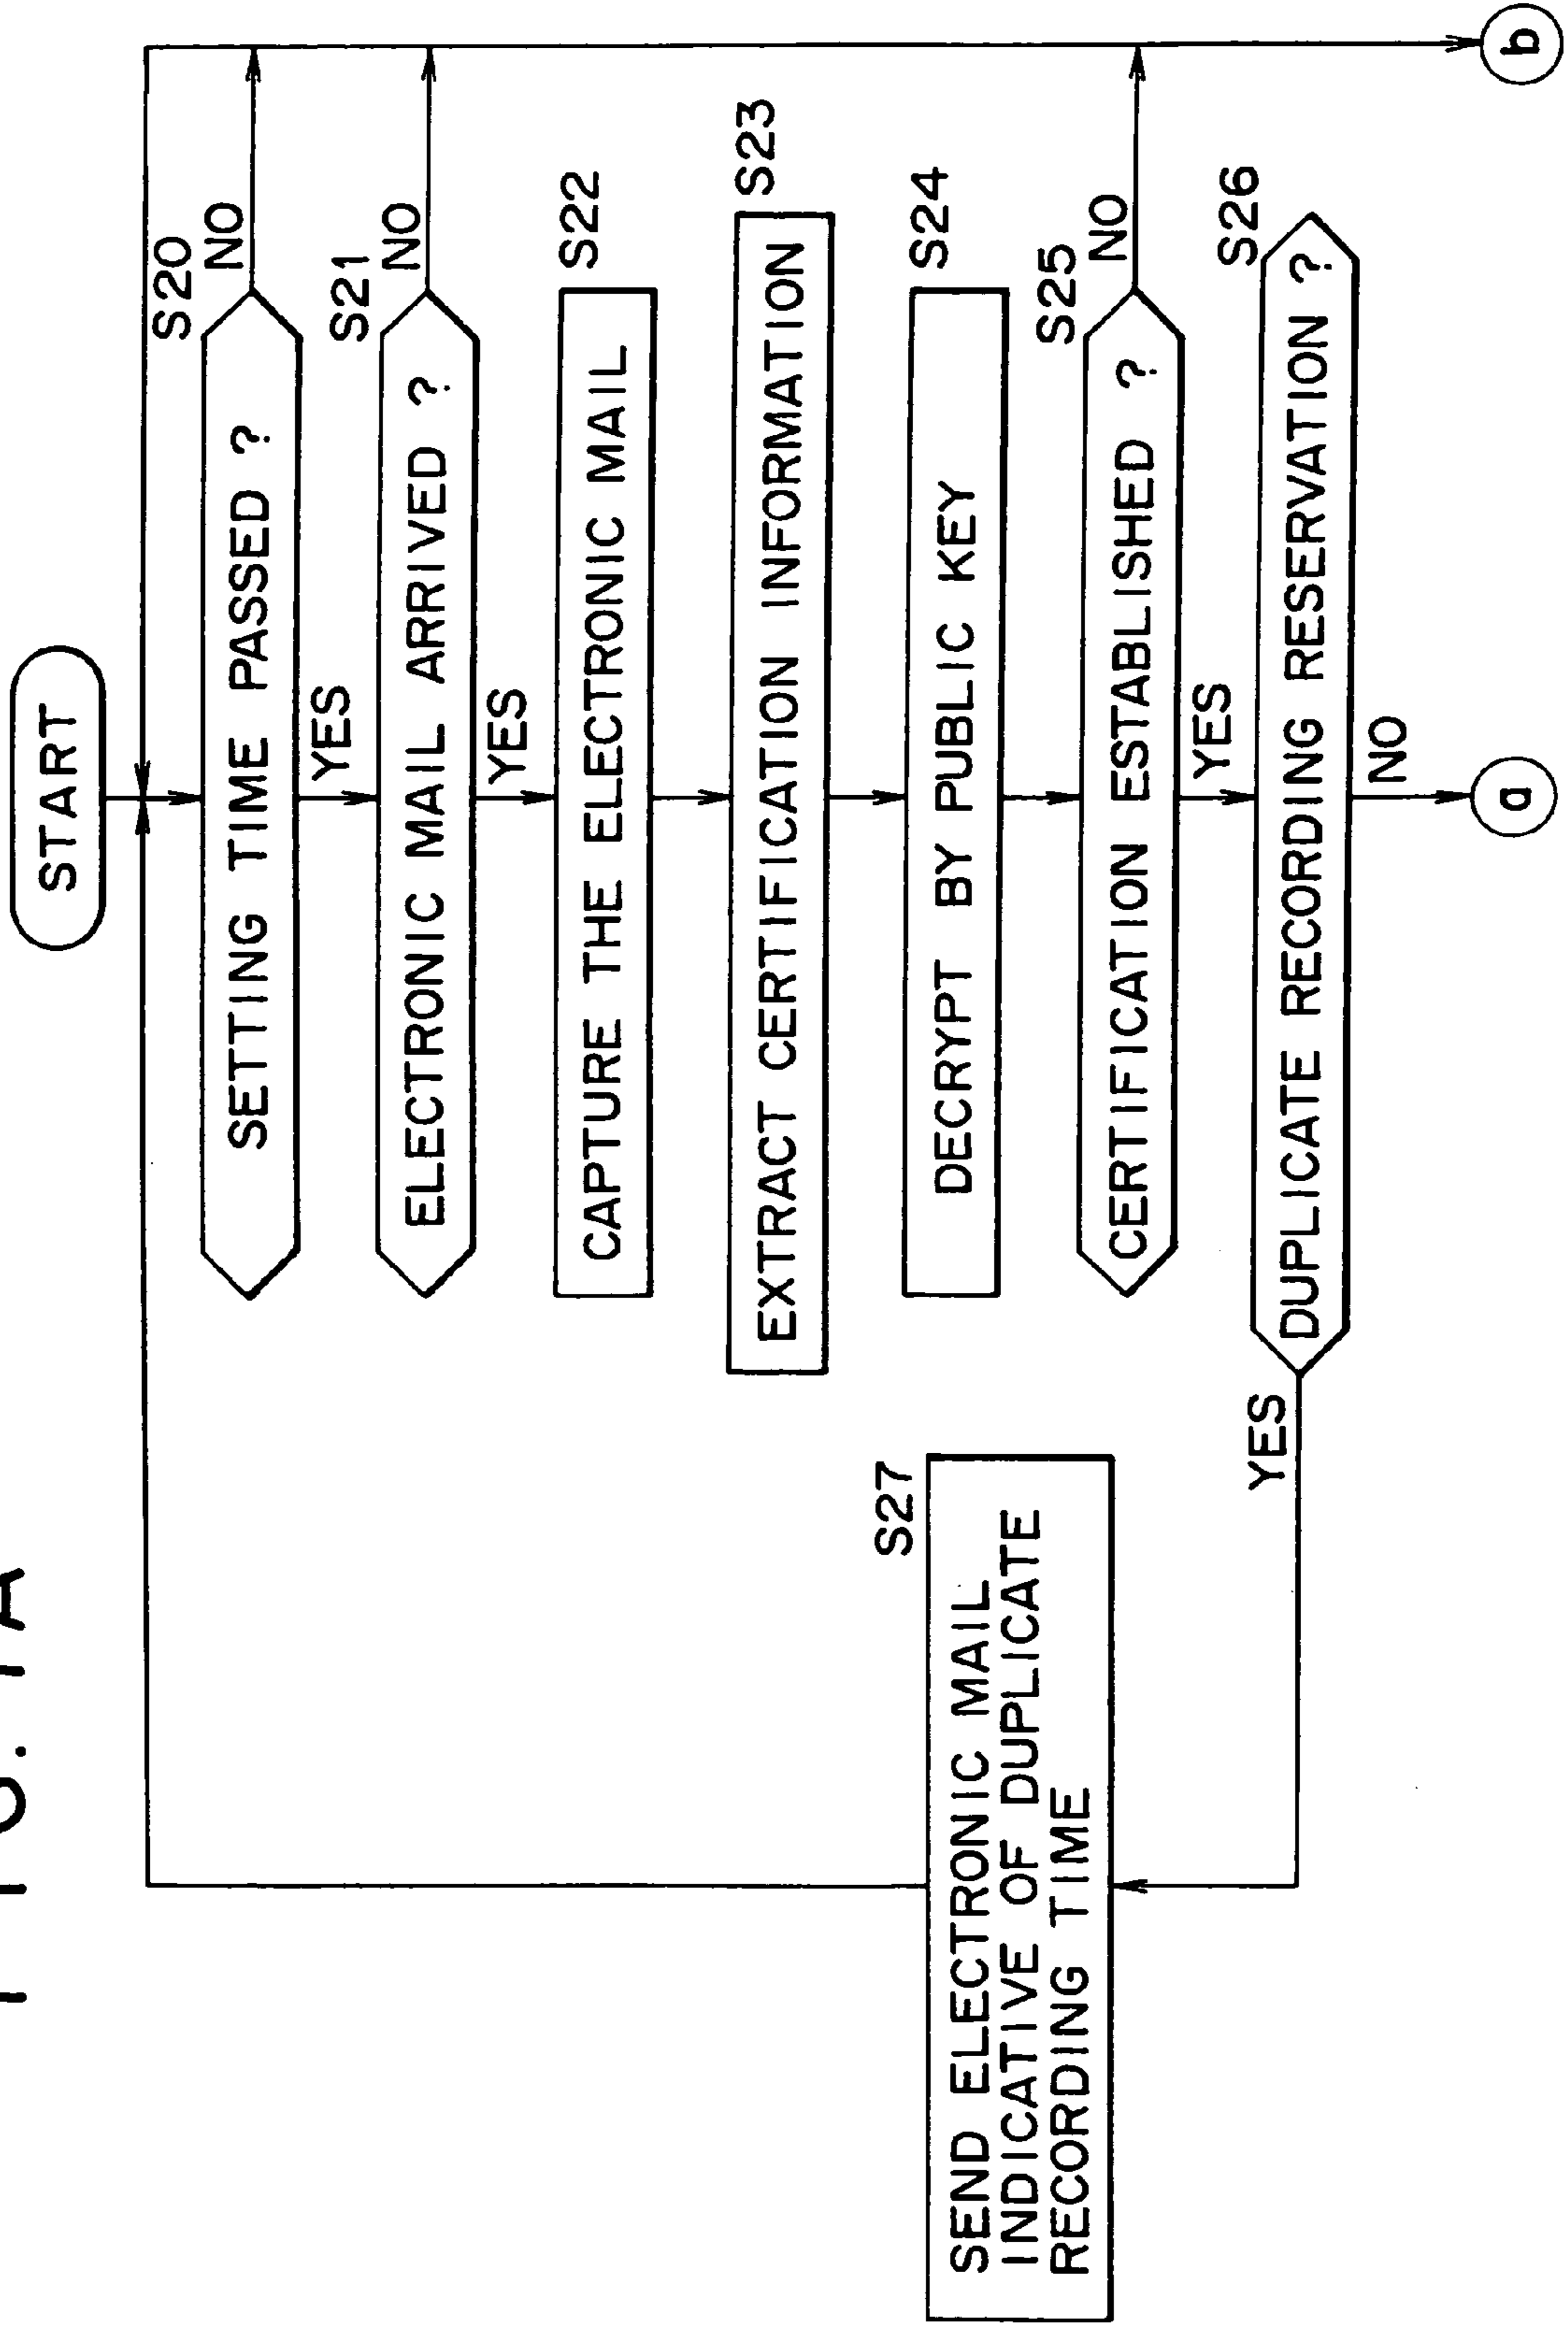 START
S20
SETTING TIME PASSED ?
NO
YES
S21
ELECTRONIC MAIL ARRIVED ?
NO
YES
S22
CAPTURE THE ELECTRONIC MAIL
S23
EXTRACT CERTIFICATION INFORMATION
S24
DECRYPT BY PUBLIC KEY
S25
CERTIFICATION ESTABLISHED ?
NO
YES
S26
DUPLICATE RECORDING RESERVATION ?
YES
NO
S27
SEND ELECTRONIC MAIL
INDICATIVE OF DUPLICATE
RECORDING TIME
a
b